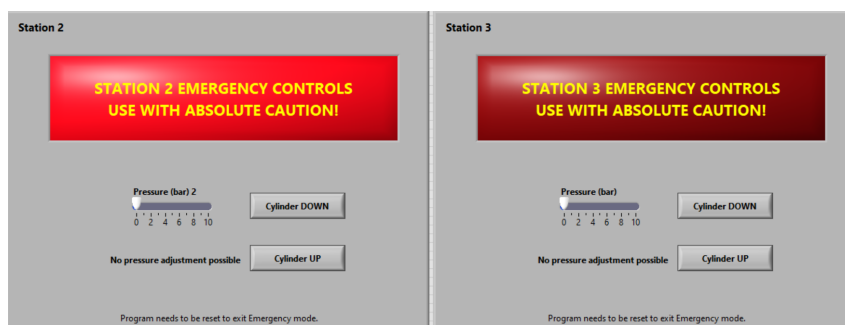 Station 2
STATION 2 EMERGENCY CONTROLS
USE WITH ABSOLUTE CAUTION!
Pressure (bar) 2
0 2 4 6 8 10
Cylinder DOWN
No pressure adjustment possible
Cylinder UP
Program needs to be reset to exit Emergency mode.
Station 3
STATION 3 EMERGENCY CONTROLS
USE WITH ABSOLUTE CAUTION!
Pressure (bar)
0 2 4 6 8 10
Cylinder DOWN
No pressure adjustment possible
Cylinder UP
Program needs to be reset to exit Emergency mode.